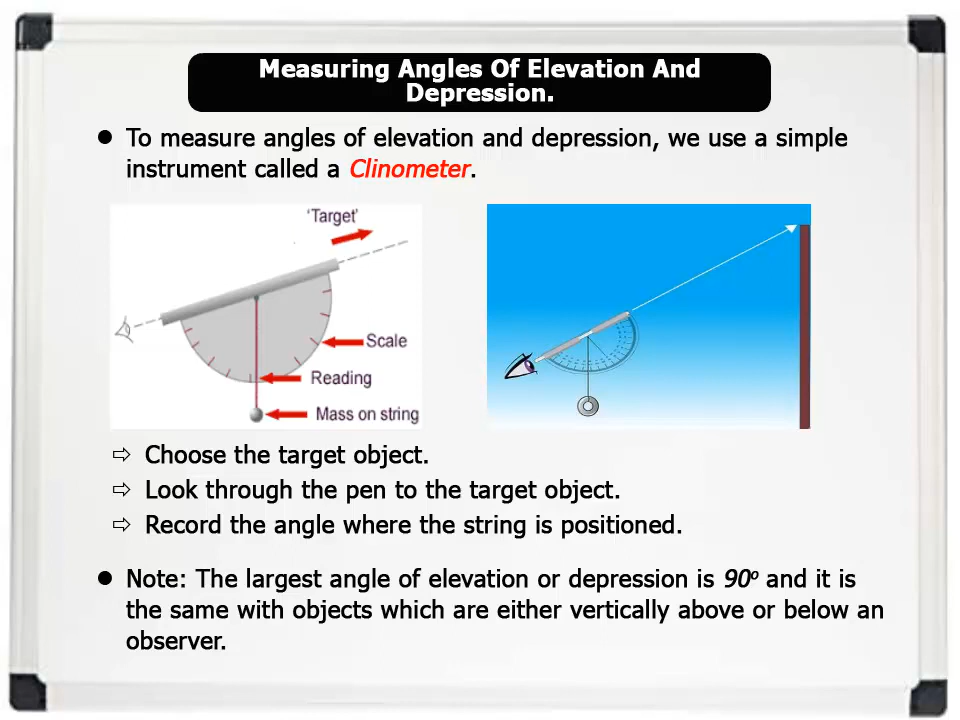 Measuring Angles Of Elevation And
Depression.
● To measure angles of elevation and depression, we use a simple
instrument called a Clinometer.
'Target'
Scale
Reading
Mass on string
⇨ Choose the target object.
⇨ Look through the pen to the target object.
⇨ Record the angle where the string is positioned.
● Note: The largest angle of elevation or depression is 90º and it is
the same with objects which are either vertically above or below an
observer.